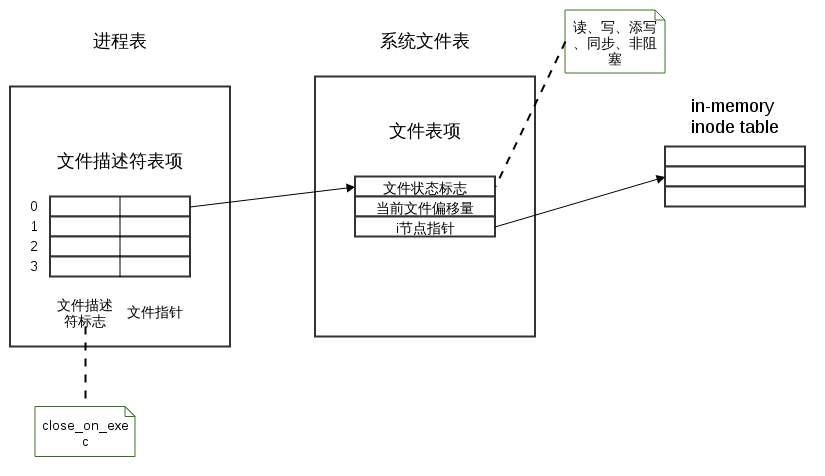 进程表
系统文件表
读、写、添写
、同步、非阻
塞
in-memory
inode table
文件表项
文件描述符表项
文件状态标志
当前文件偏移量
i节点指针
0
1
2
3
文件描述
符标志
文件指针
close_on_exe
c